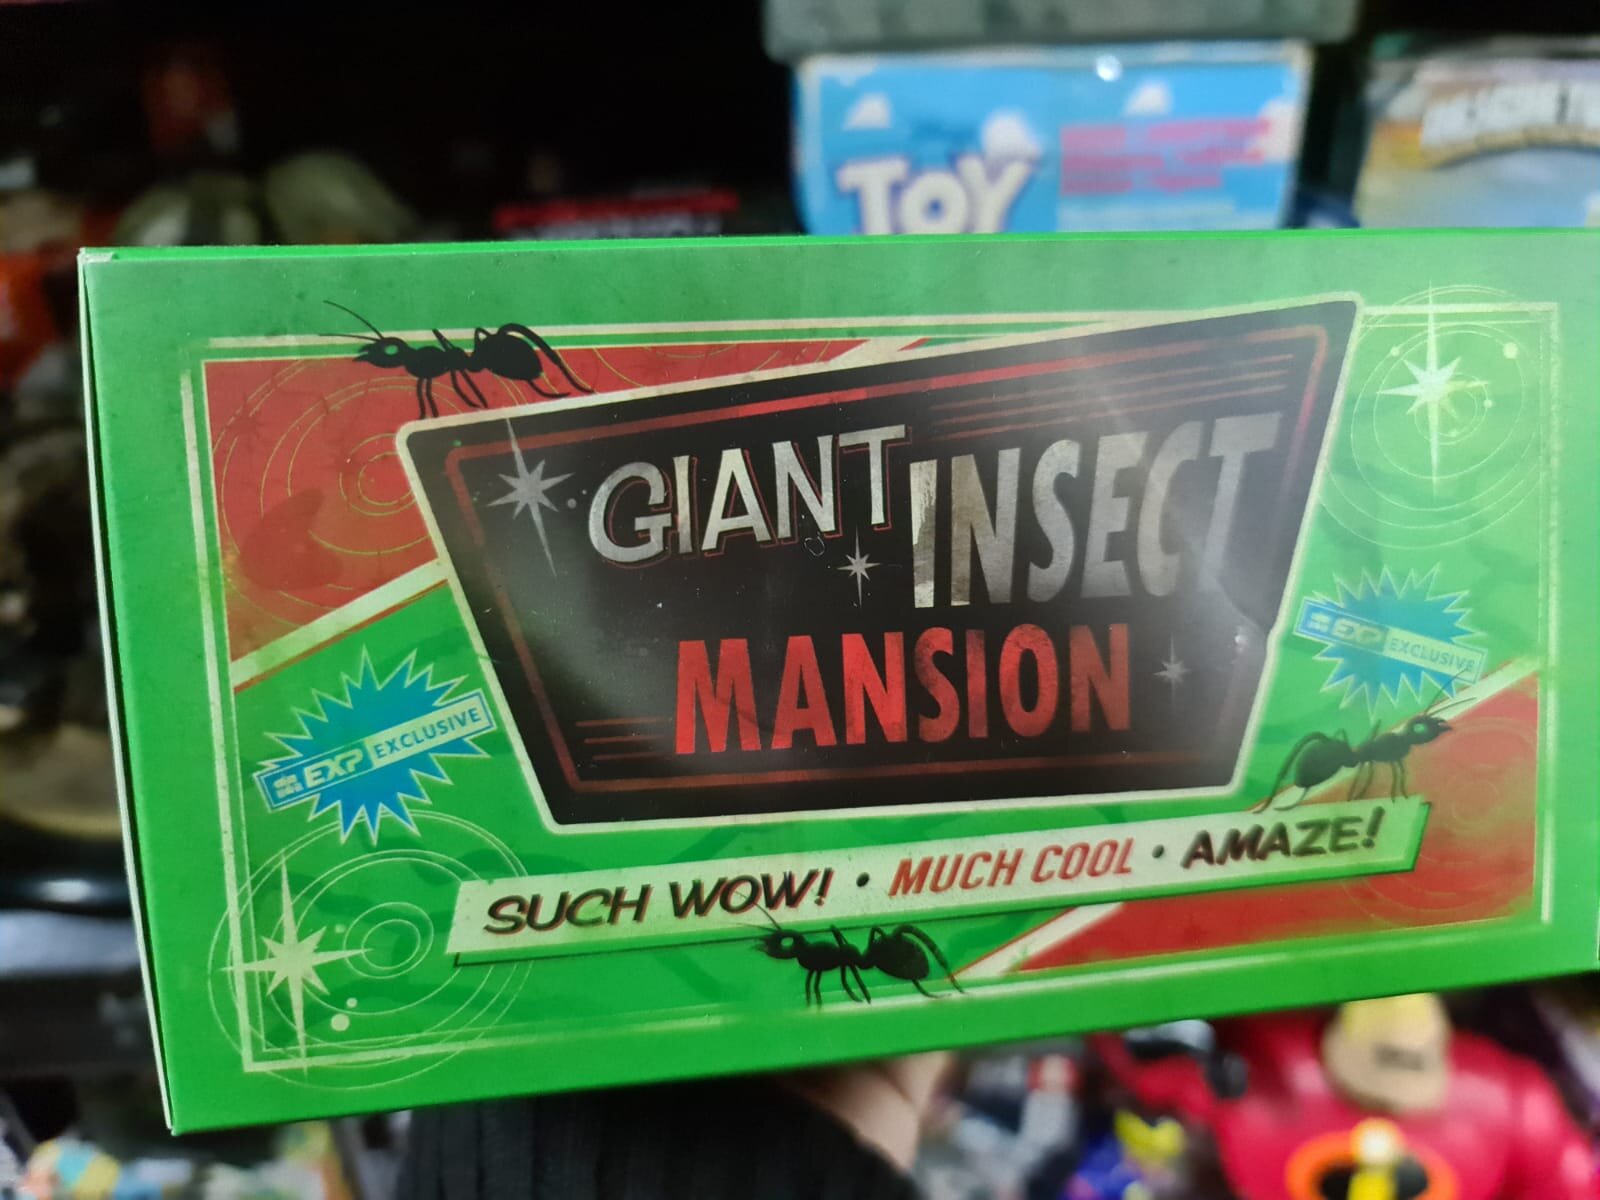 TOY
GIANT INSECT
MANSION
EXP EXCLUSIVE
EXP EXCLUSIVE
SUCH WOW! • MUCH COOL • AMAZE!